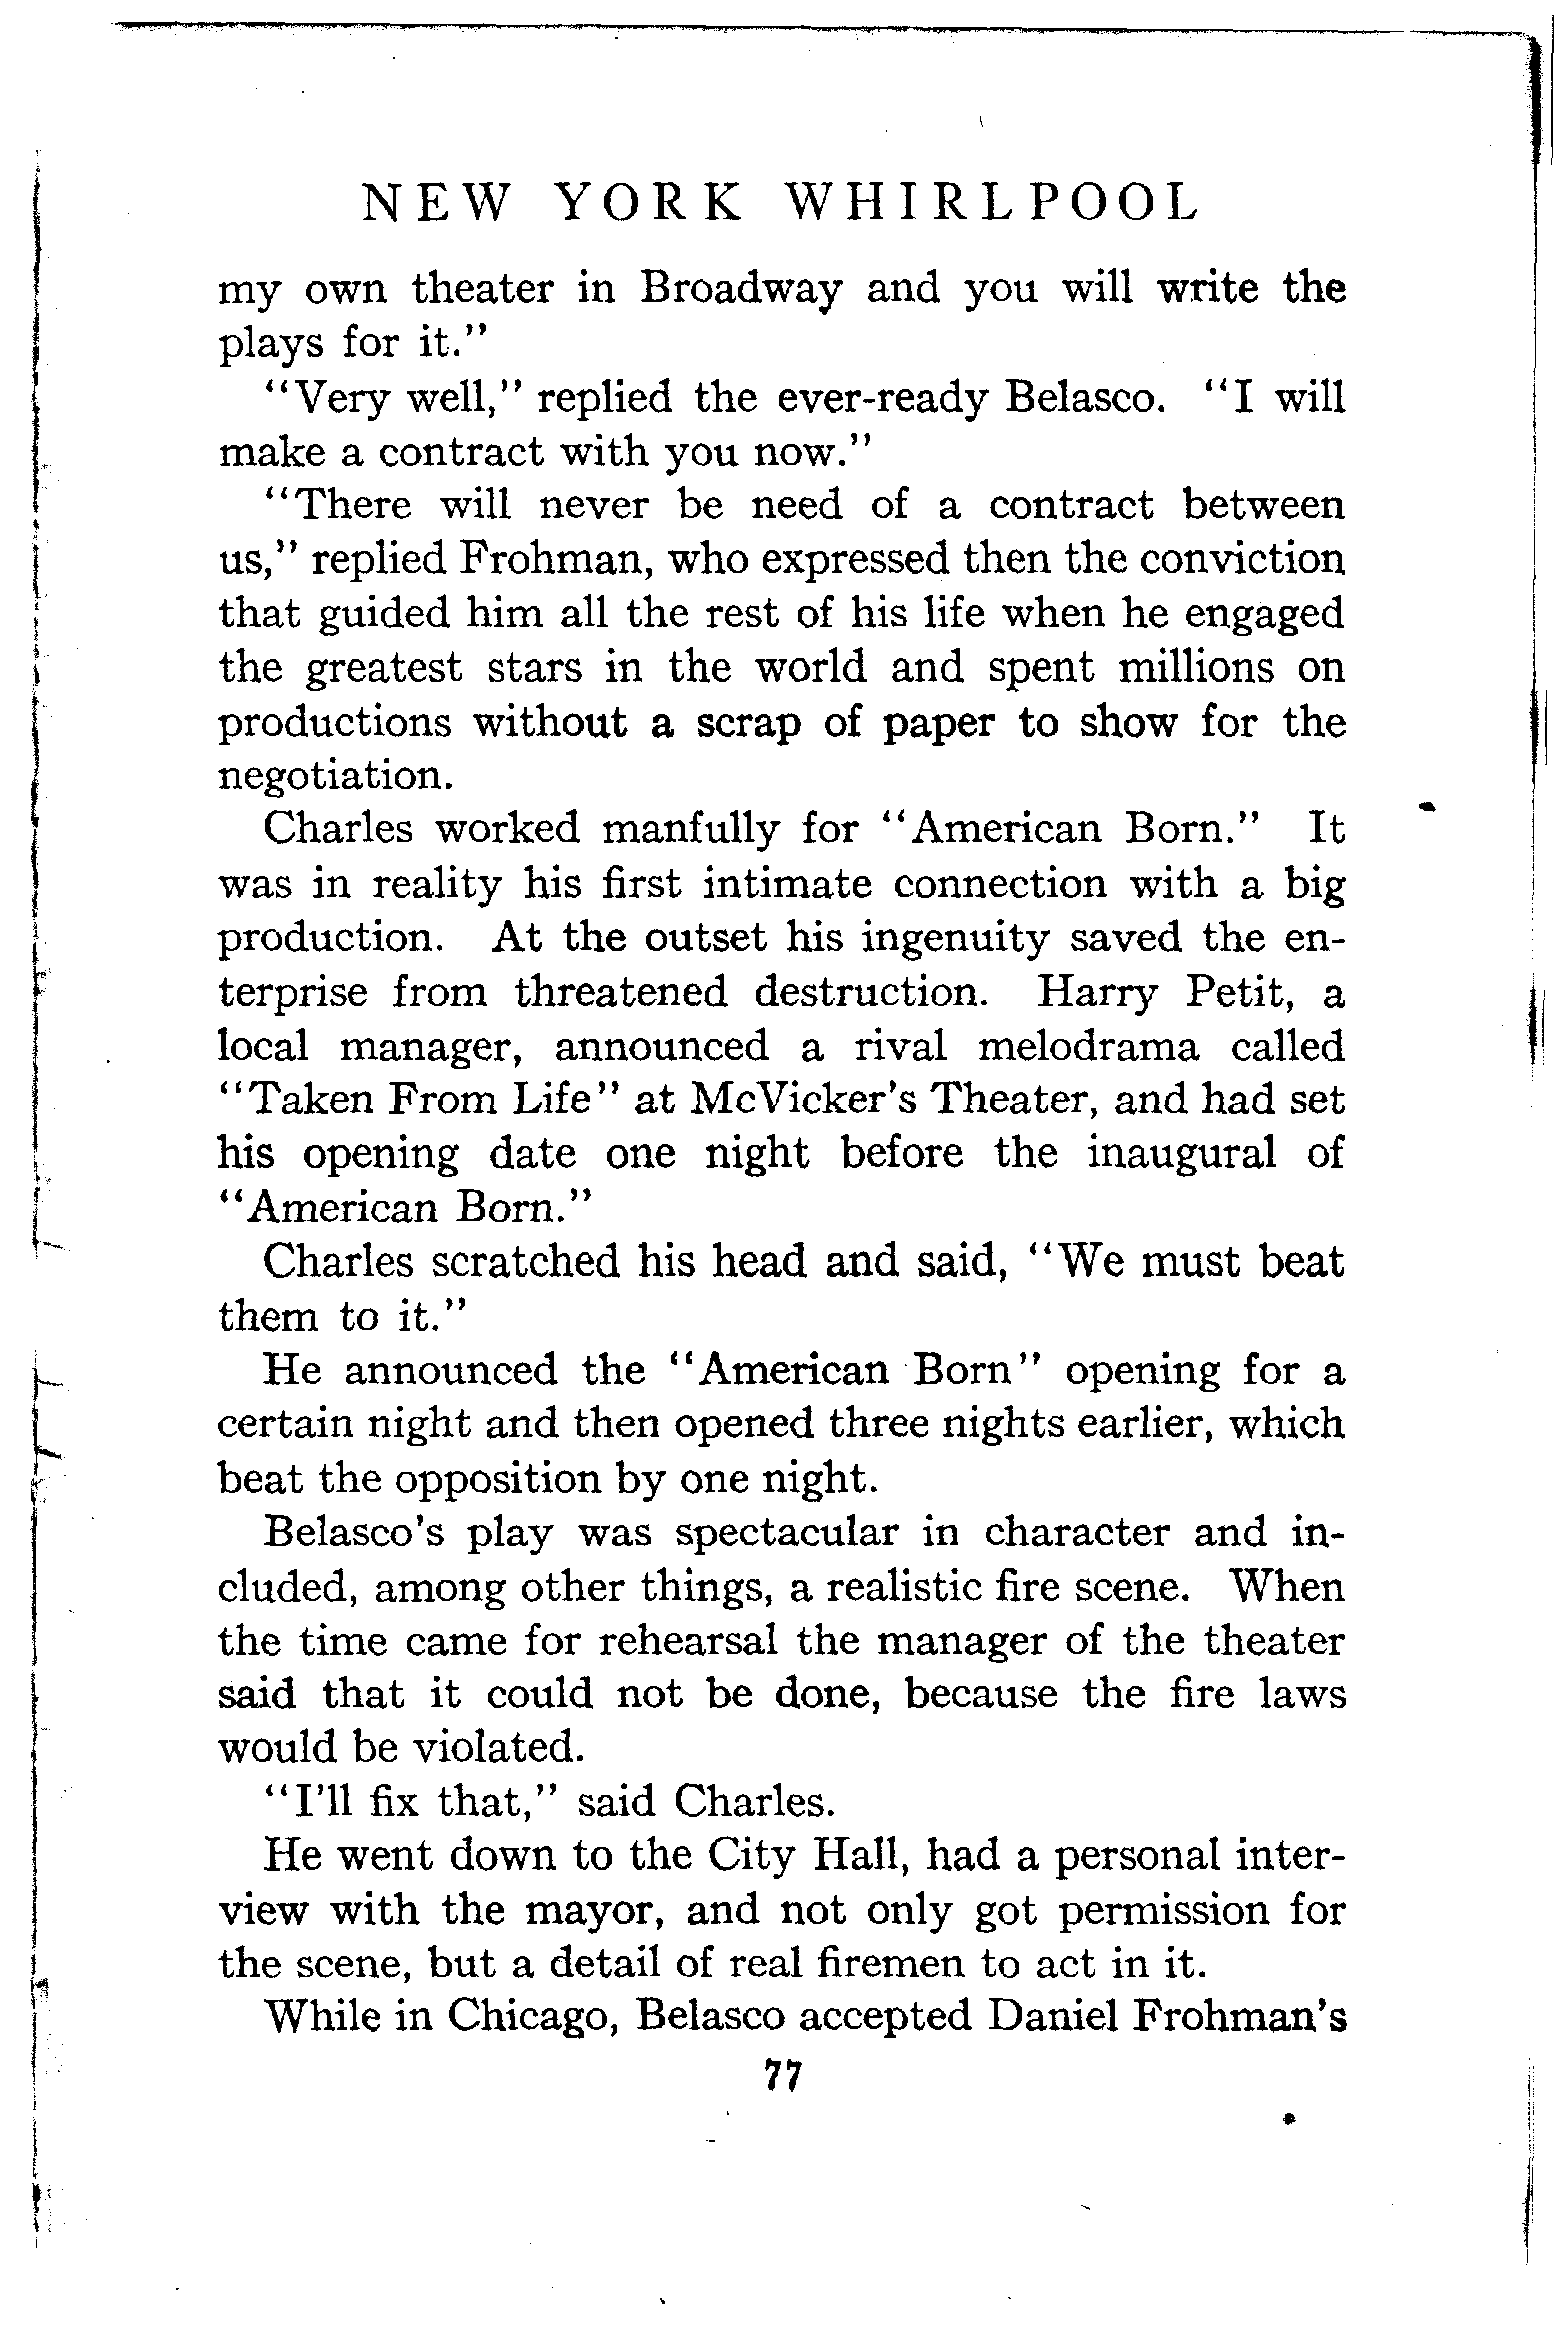 NEW YORK WHIRLPOOL
my own theater in Broadway and you will write the
plays for it."
"Very well," replied the ever-ready Belasco. "I will
make a contract with you now."
"There will never be need of a contract between
us," replied Frohman, who expressed then the conviction
that guided him all the rest of his life when he engaged
the greatest stars in the world and spent millions on
productions without a scrap of paper to show for the
negotiation.
Charles worked manfully for "American Born." It
was in reality his first intimate connection with a big
production. At the outset his ingenuity saved the en-
terprise from threatened destruction. Harry Petit, a
local manager, announced a rival melodrama called
"Taken From Life" at McVicker's Theater, and had set
his opening date one night before the inaugural of
"American Born."
Charles scratched his head and said, "We must beat
them to it."
He announced the "American Born" opening for a
certain night and then opened three nights earlier, which
beat the opposition by one night.
Belasco's play was spectacular in character and in-
cluded, among other things, a realistic fire scene. When
the time came for rehearsal the manager of the theater
said that it could not be done, because the fire laws
would be violated.
"I'll fix that," said Charles.
He went down to the City Hall, had a personal inter-
view with the mayor, and not only got permission for
the scene, but a detail of real firemen to act in it.
While in Chicago, Belasco accepted Daniel Frohman's
77